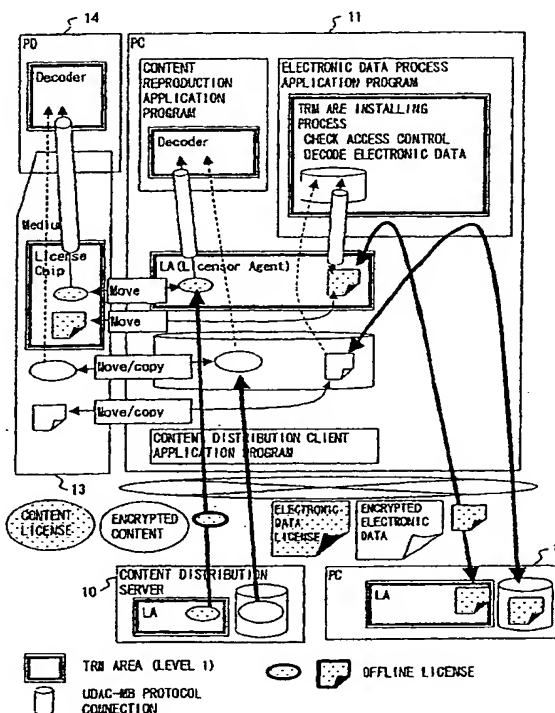 14
11
PD
PC
Decoder
CONTENT
REPRODUCTION
APPLICATION
PROGRAM
Decoder
ELECTRONIC DATA PROCESS
APPLICATION PROGRAM
TRM ARE INSTALLING
PROCESS
CHECK ACCESS CONTROL
DECODE ELECTRONIC DATA
Medium
License
Chip
LA(Licensor Agent)
Move
Move
Move/copy
Move/copy
CONTENT DISTRIBUTION CLIENT
APPLICATION PROGRAM
13
CONTENT
LICENSE
ENCRYPTED
CONTENT
ELECTRONIC-
DATA
LICENSE
ENCRYPTED
ELECTRONIC
DATA
10
CONTENT DISTRIBUTION
SERVER
LA
PC
LA
TRM AREA (LEVEL 1)
OFFLINE LICENSE
UDAC-MB PROTOCOL
CONNECTION